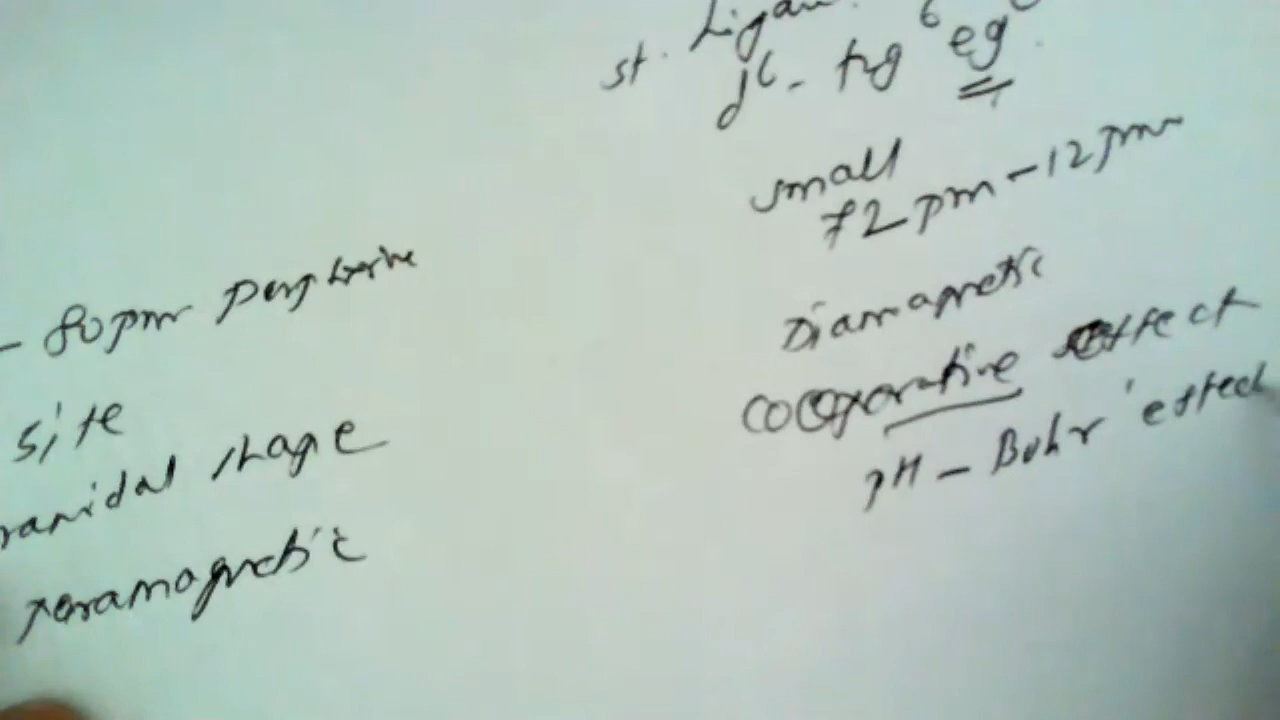 st. Ligan
d6- t2g6 eg
small
72 pm - 12 pm
Diamagnetic
cooperative effect
pH - Bohr effect
- 80 pm porphyrine
site
ramidal shape
paramagnetic